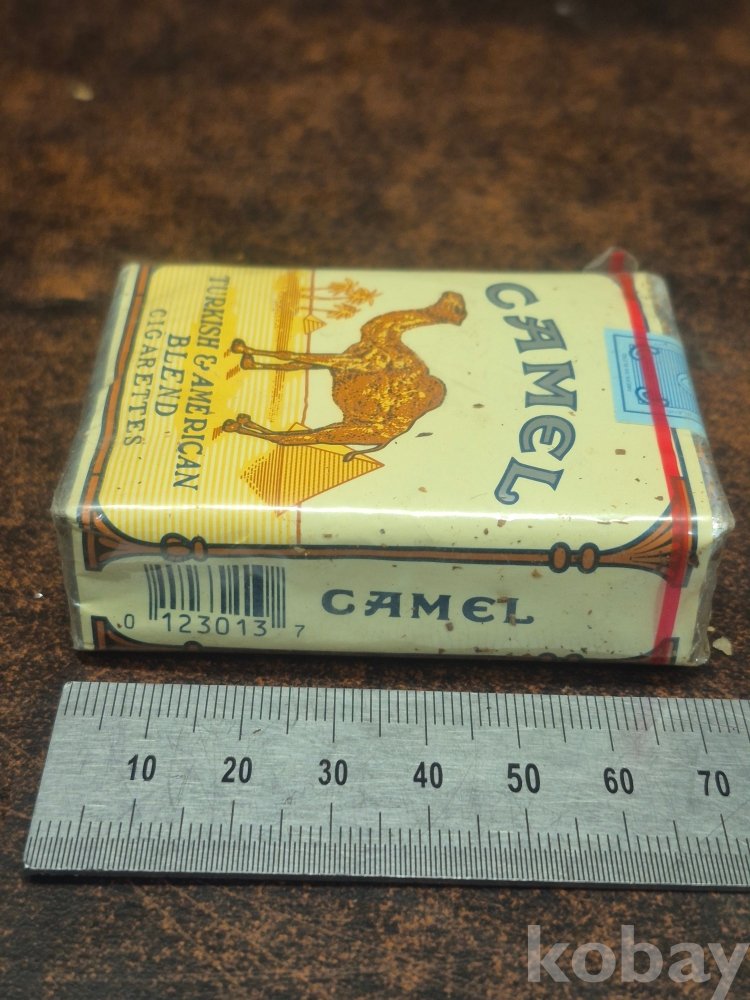 CAMEL
TURKISH & AMERICAN
BLEND
CIGARETTES
CAMEL
0 123013 7
10 20 30 40 50 60 70
kobay